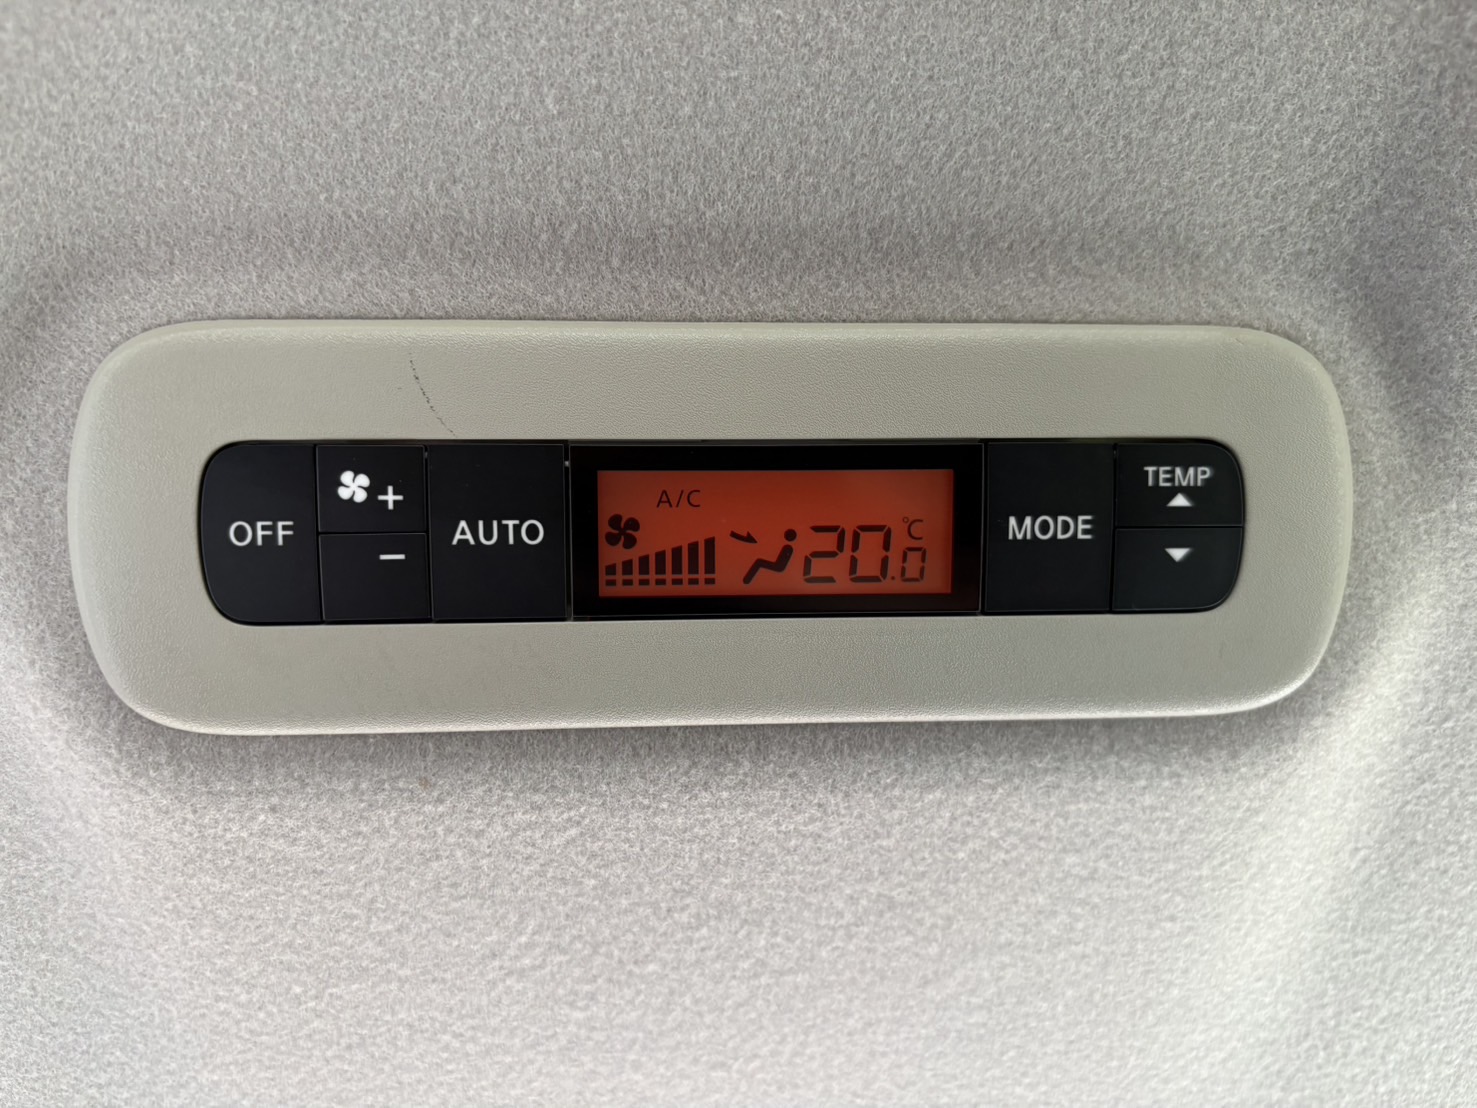 OFF
+
−
AUTO
A/C
20.0 °C
MODE
TEMP